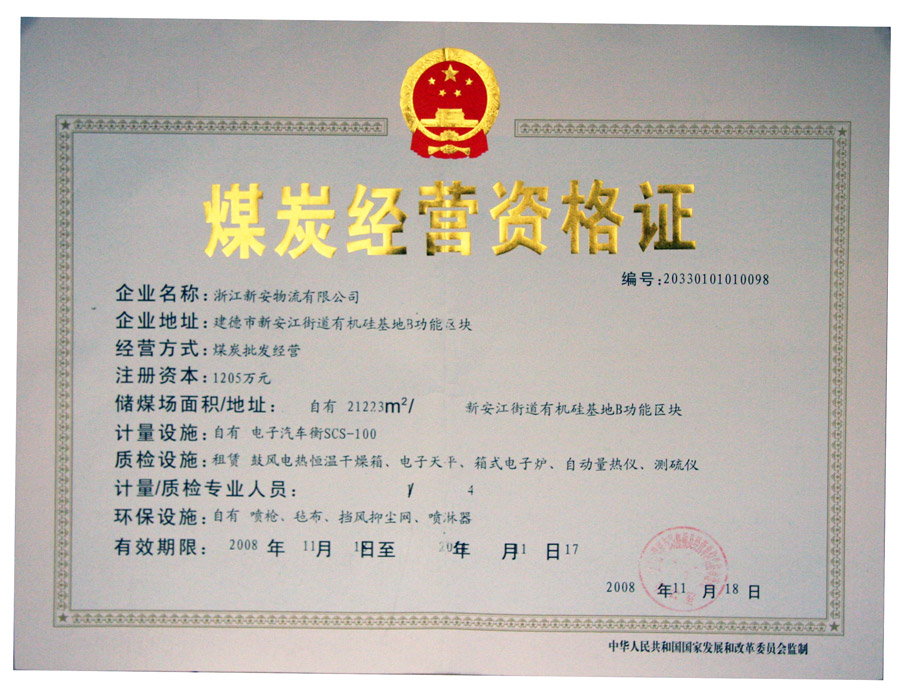 煤炭经营资格证
编号:20330101010098
企业名称:浙江新安物流有限公司
企业地址:建德市新安江街道有机硅基地B功能区块
经营方式:煤炭批发经营
注册资本:1205万元
储煤场面积/地址: 自有 21223m²/ 新安江街道有机硅基地B功能区块
计量设施:自有 电子汽车衡SCS-100
质检设施:租赁 鼓风电热恒温干燥箱、电子天平、箱式电子炉、自动量热仪、测硫仪
计量/质检专业人员: / 4
环保设施:自有 喷枪、毡布、挡风抑尘网、喷淋器
有效期限: 2008 年 11月 日至 年 月1 日17
2008 年11 月 18 日
中华人民共和国国家发展和改革委员会监制